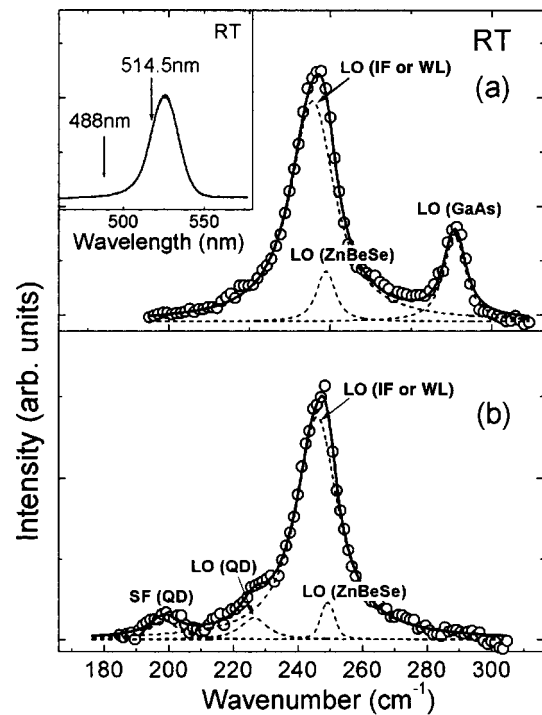 RT
514.5nm
488nm
500 550
Wavelength (nm)
RT
LO (IF or WL)
(a)
LO (GaAs)
LO (ZnBeSe)
Intensity (arb. units)
LO (IF or WL)
(b)
LO (QD)
SF (QD)
LO (ZnBeSe)
180 200 220 240 260 280 300
Wavenumber (cm⁻¹)